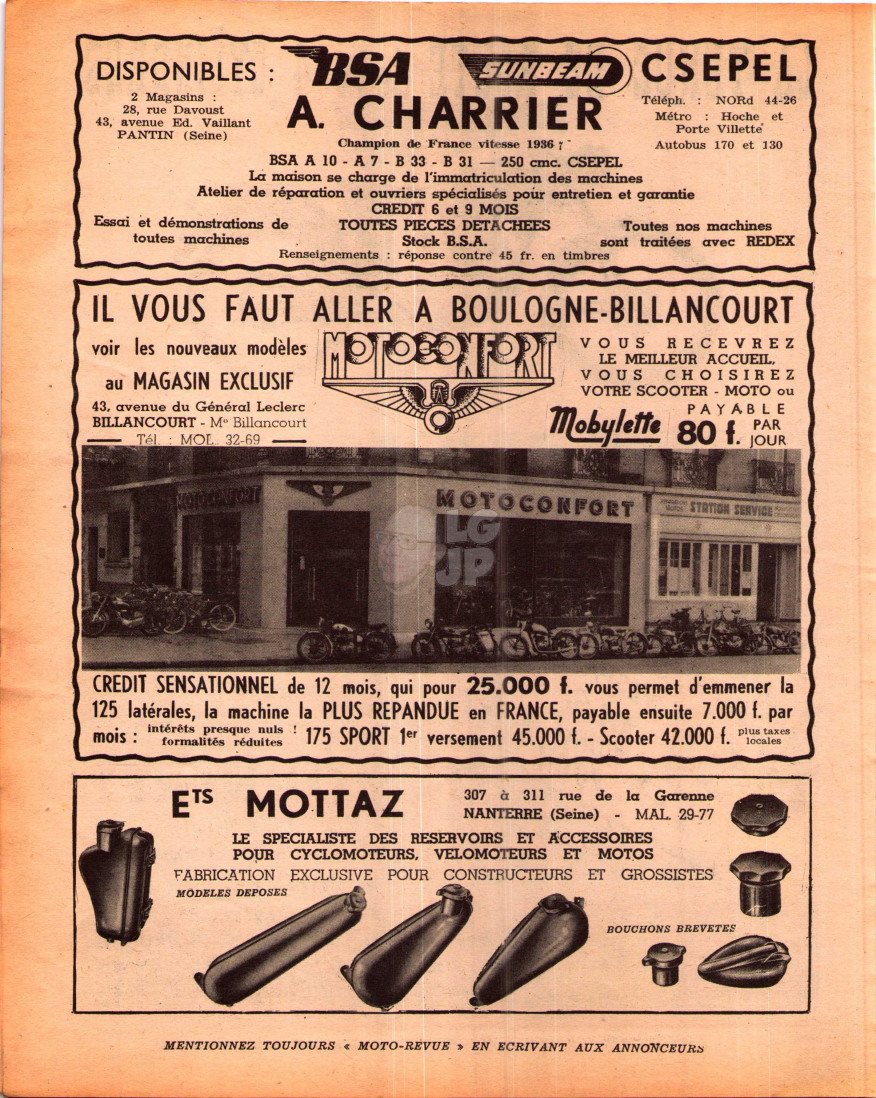 DISPONIBLES : BSA SUNBEAM CSEPEL
2 Magasins :
28, rue Davoust
43, avenue Ed. Vaillant
PANTIN (Seine)
A. CHARRIER
Téléph. : NORd 44-26
Métro : Hoche et
Porte Villette
Autobus 170 et 130
Champion de France vitesse 1936
BSA A 10 - A 7 - B 33 - B 31 — 250 cmc. CSEPEL
La maison se charge de l'immatriculation des machines
Atelier de réparation et ouvriers spécialisés pour entretien et garantie
CREDIT 6 et 9 MOIS
Essai et démonstrations de
toutes machines
TOUTES PIECES DETACHEES
Stock B.S.A.
Toutes nos machines
sont traitées avec REDEX
Renseignements : réponse contre 45 fr. en timbres
IL VOUS FAUT ALLER A BOULOGNE-BILLANCOURT
voir les nouveaux modèles
au MAGASIN EXCLUSIF
43, avenue du Général Leclerc
BILLANCOURT - Mº Billancourt
Tél. : MOL. 32-69
MOTOCONFORT
VOUS RECEVREZ
LE MEILLEUR ACCUEIL.
VOUS CHOISIREZ
VOTRE SCOOTER - MOTO ou
Mobylette
PAYABLE
80 f. PAR
JOUR
MOTOCONFORT
MOTOCONFORT
STATION SERVICE
LG
JP
CREDIT SENSATIONNEL de 12 mois, qui pour 25.000 f. vous permet d'emmener la
125 latérales, la machine la PLUS REPANDUE en FRANCE, payable ensuite 7.000 f. par
mois : intérêts presque nuls !
formalités réduites
175 SPORT 1er versement 45.000 f. - Scooter 42.000 f. plus taxes
locales
ETS MOTTAZ
307 à 311 rue de la Garenne
NANTERRE (Seine) - MAL. 29-77
LE SPECIALISTE DES RESERVOIRS ET ACCESSOIRES
POUR CYCLOMOTEURS, VELOMOTEURS ET MOTOS
FABRICATION EXCLUSIVE POUR CONSTRUCTEURS ET GROSSISTES
MODELES DEPOSES
BOUCHONS BREVETES
MENTIONNEZ TOUJOURS « MOTO-REVUE » EN ECRIVANT AUX ANNONCEURS